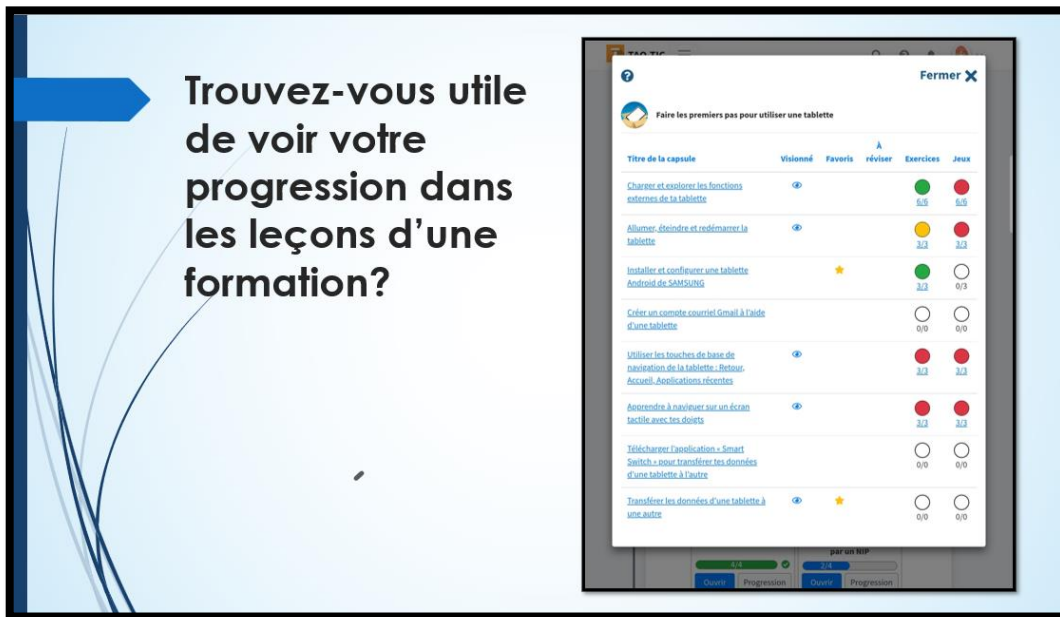 Trouvez-vous utile
de voir votre
progression dans
les leçons d’une
formation?
TAO TIC
Fermer
Faire les premiers pas pour utiliser une tablette
Titre de la capsule Visionné Favoris À réviser Exercices Jeux
Charger et explorer les fonctions
externes de ta tablette
6/6 6/6
Allumer, éteindre et redémarrer la
tablette
3/3 3/3
Installer et configurer une tablette
Android de SAMSUNG
3/3 0/3
Créer un compte courriel Gmail à l'aide
d'une tablette
0/0 0/0
Utiliser les touches de base de
navigation de la tablette : Retour,
Accueil, Applications récentes
3/3 3/3
Apprendre à naviguer sur un écran
tactile avec tes doigts
3/3 3/3
Télécharger l'application « Smart
Switch » pour transférer tes données
d'une tablette à l'autre
0/0 0/0
Transférer les données d'une tablette à
une autre
0/0 0/0
par un NIP
4/4 2/4
Ouvrir Progression Ouvrir Progression